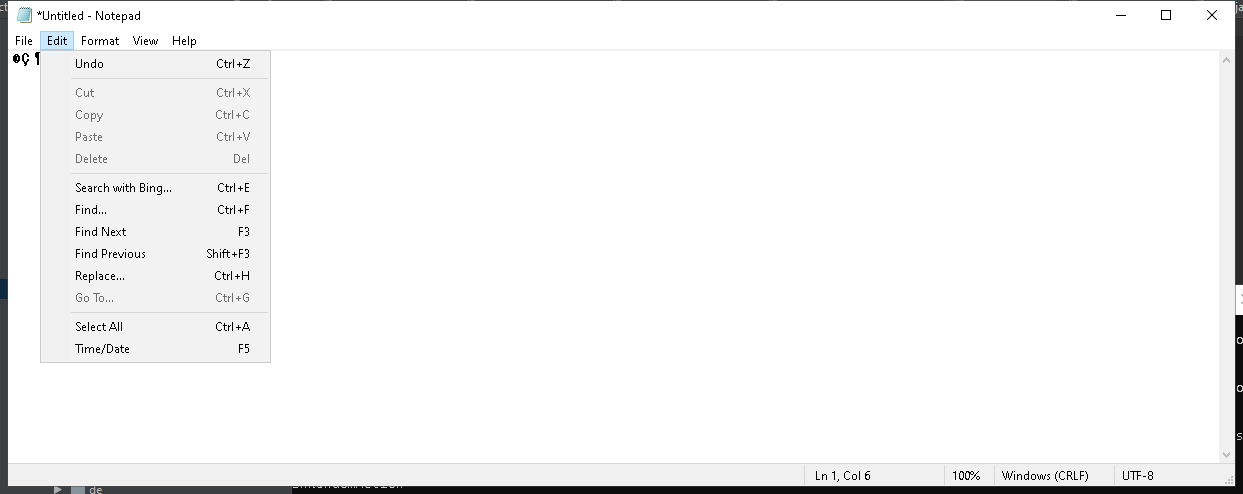 *Untitled - Notepad
File Edit Format View Help
Undo Ctrl+Z
Cut Ctrl+X
Copy Ctrl+C
Paste Ctrl+V
Delete Del
Search with Bing... Ctrl+E
Find... Ctrl+F
Find Next F3
Find Previous Shift+F3
Replace... Ctrl+H
Go To... Ctrl+G
Select All Ctrl+A
Time/Date F5
Ln 1, Col 6 100% Windows (CRLF) UTF-8
de